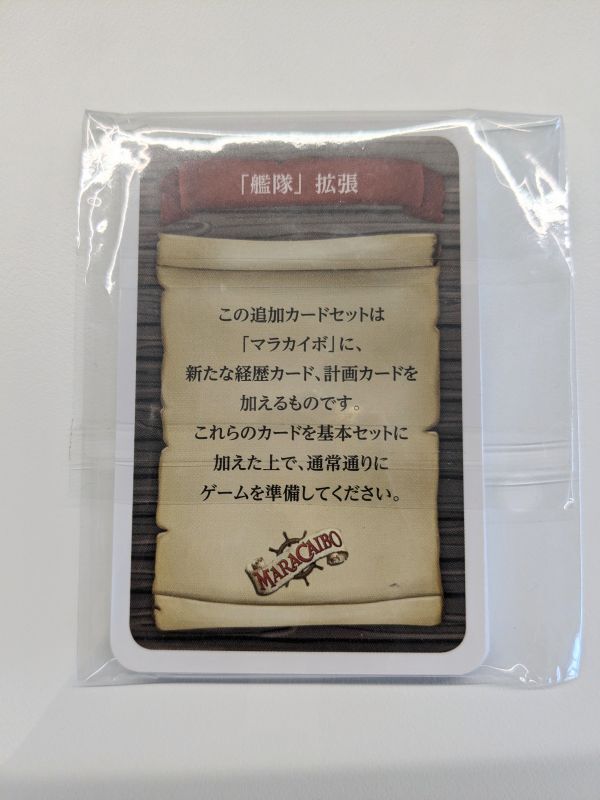 「艦隊」拡張
この追加カードセットは
「マラカイボ」に、
新たな経歴カード、計画カードを
加えるものです。
これらのカードを基本セットに
加えた上で、通常通りに
ゲームを準備してください。
MARACAIBO